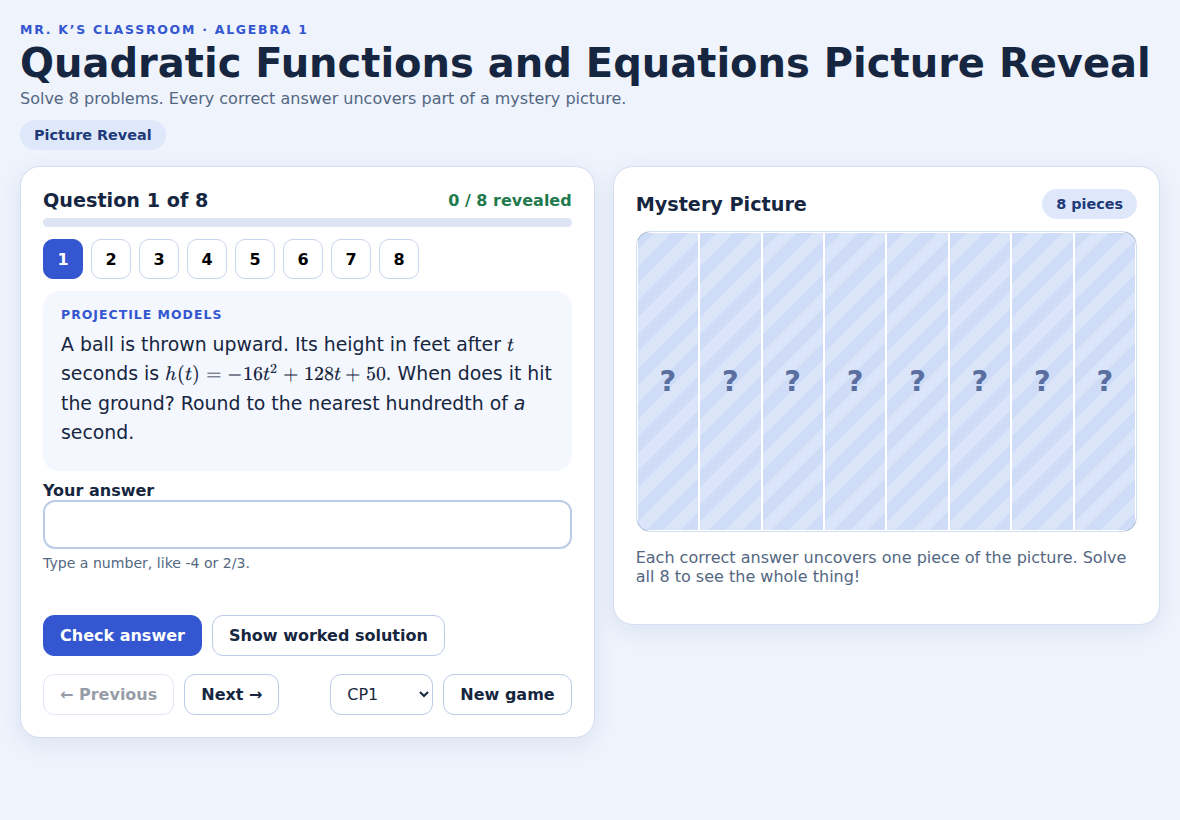 MR. K’S CLASSROOM · ALGEBRA 1
Quadratic Functions and Equations Picture Reveal
Solve 8 problems. Every correct answer uncovers part of a mystery picture.
Picture Reveal
Question 1 of 8
0 / 8 revealed
1 2 3 4 5 6 7 8
PROJECTILE MODELS
A ball is thrown upward. Its height in feet after t
seconds is h(t) = −16t² + 128t + 50. When does it hit
the ground? Round to the nearest hundredth of a
second.
Your answer
Type a number, like -4 or 2/3.
Check answer
Show worked solution
← Previous
Next →
CP1
New game
Mystery Picture
8 pieces
? ? ? ? ? ? ? ?
Each correct answer uncovers one piece of the picture. Solve
all 8 to see the whole thing!